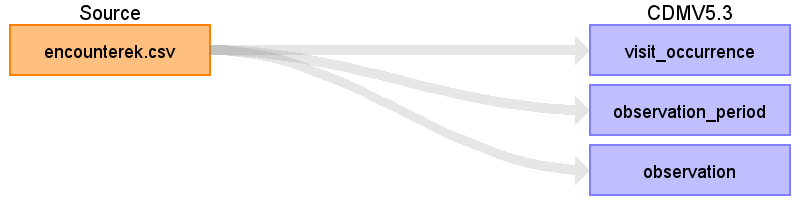 Source
CDMV5.3
encounterek.csv
visit_occurrence
observation_period
observation